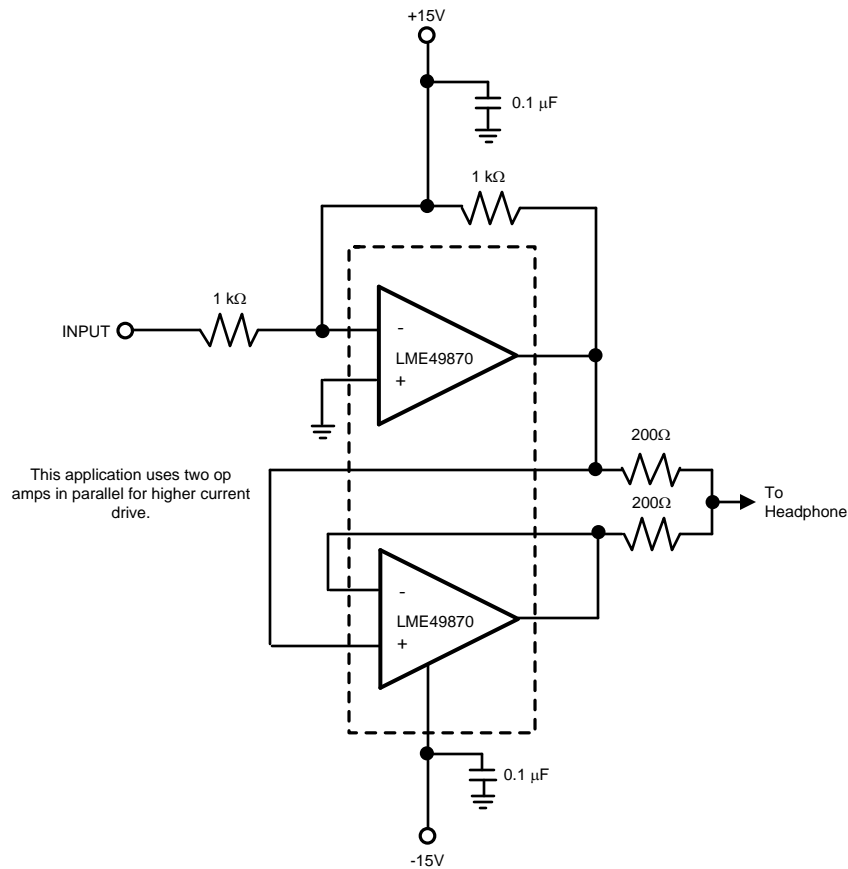 +15V
0.1 μF
1 kΩ
1 kΩ
INPUT
-
LME49870
+
200Ω
This application uses two op
amps in parallel for higher current
drive.
To
Headphone
200Ω
-
LME49870
+
0.1 μF
-15V